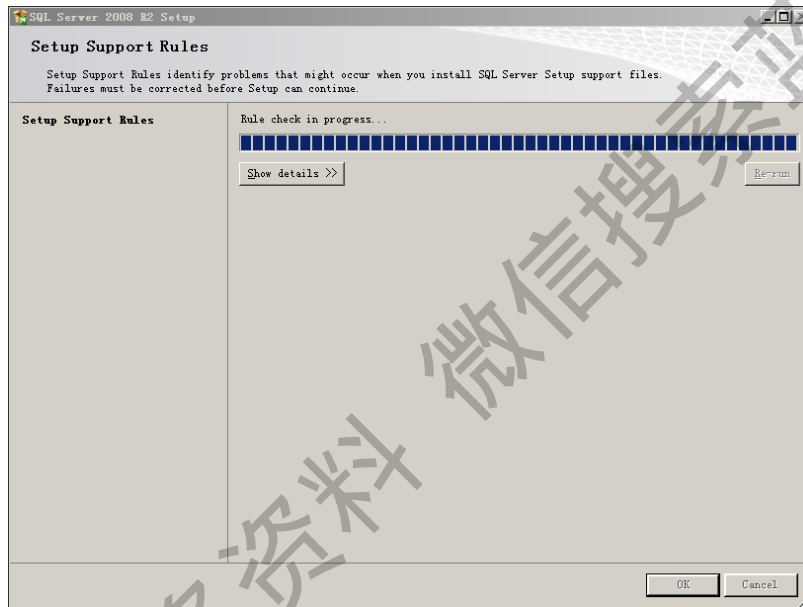 SQL Server 2008 R2 Setup
Setup Support Rules
Setup Support Rules identify problems that might occur when you install SQL Server Setup support files.
Failures must be corrected before Setup can continue.
Setup Support Rules
Rule check in progress...
Show details >>
Re-run
资料 微信搜索蓝
OK
Cancel